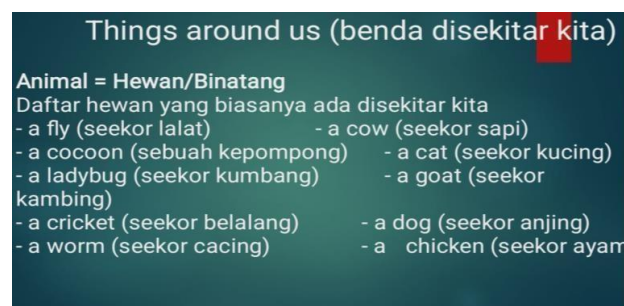 Things around us (benda disekitar kita)
Animal = Hewan/Binatang
Daftar hewan yang biasanya ada disekitar kita
- a fly (seekor lalat) - a cow (seekor sapi)
- a cocoon (sebuah kepompong) - a cat (seekor kucing)
- a ladybug (seekor kumbang) - a goat (seekor
kambing)
- a cricket (seekor belalang) - a dog (seekor anjing)
- a worm (seekor cacing) - a chicken (seekor ayam